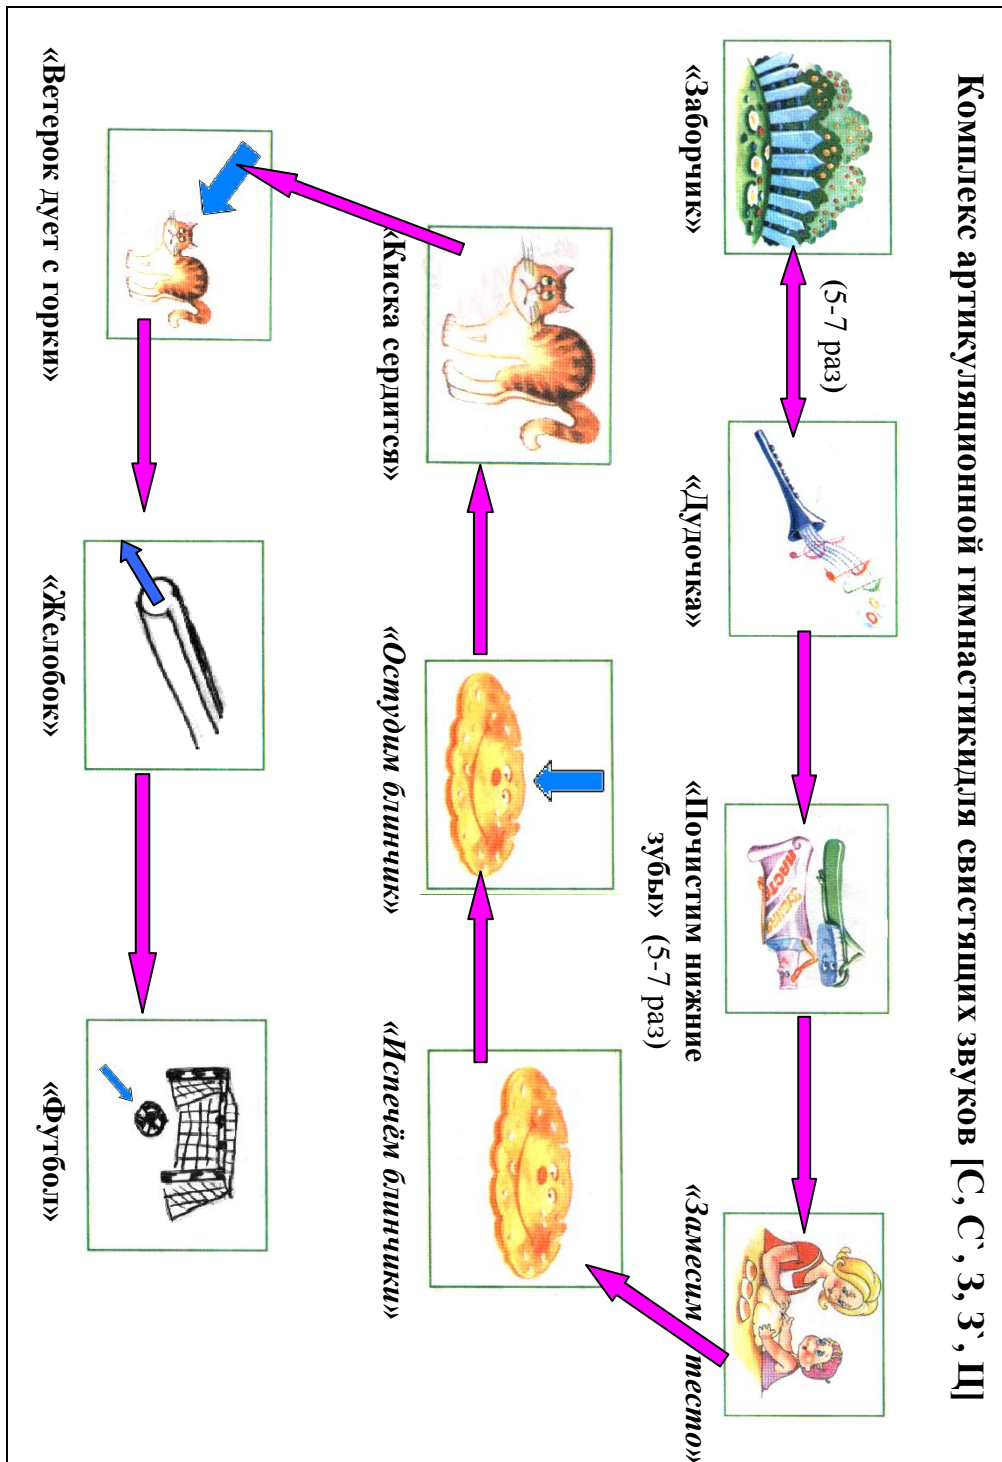 Комплекс артикуляционной гимнастикидля свистящих звуков [С, С`, З, З`, Ц]
«Заборчик»
(5-7 раз)
«Дудочка»
«Почистим нижние
зубы» (5-7 раз)
«Замесим тесто»
«Испечём блинчики»
«Остудим блинчик»
«Киска сердится»
«Ветерок дует с горки»
«Желобок»
«Футбол»